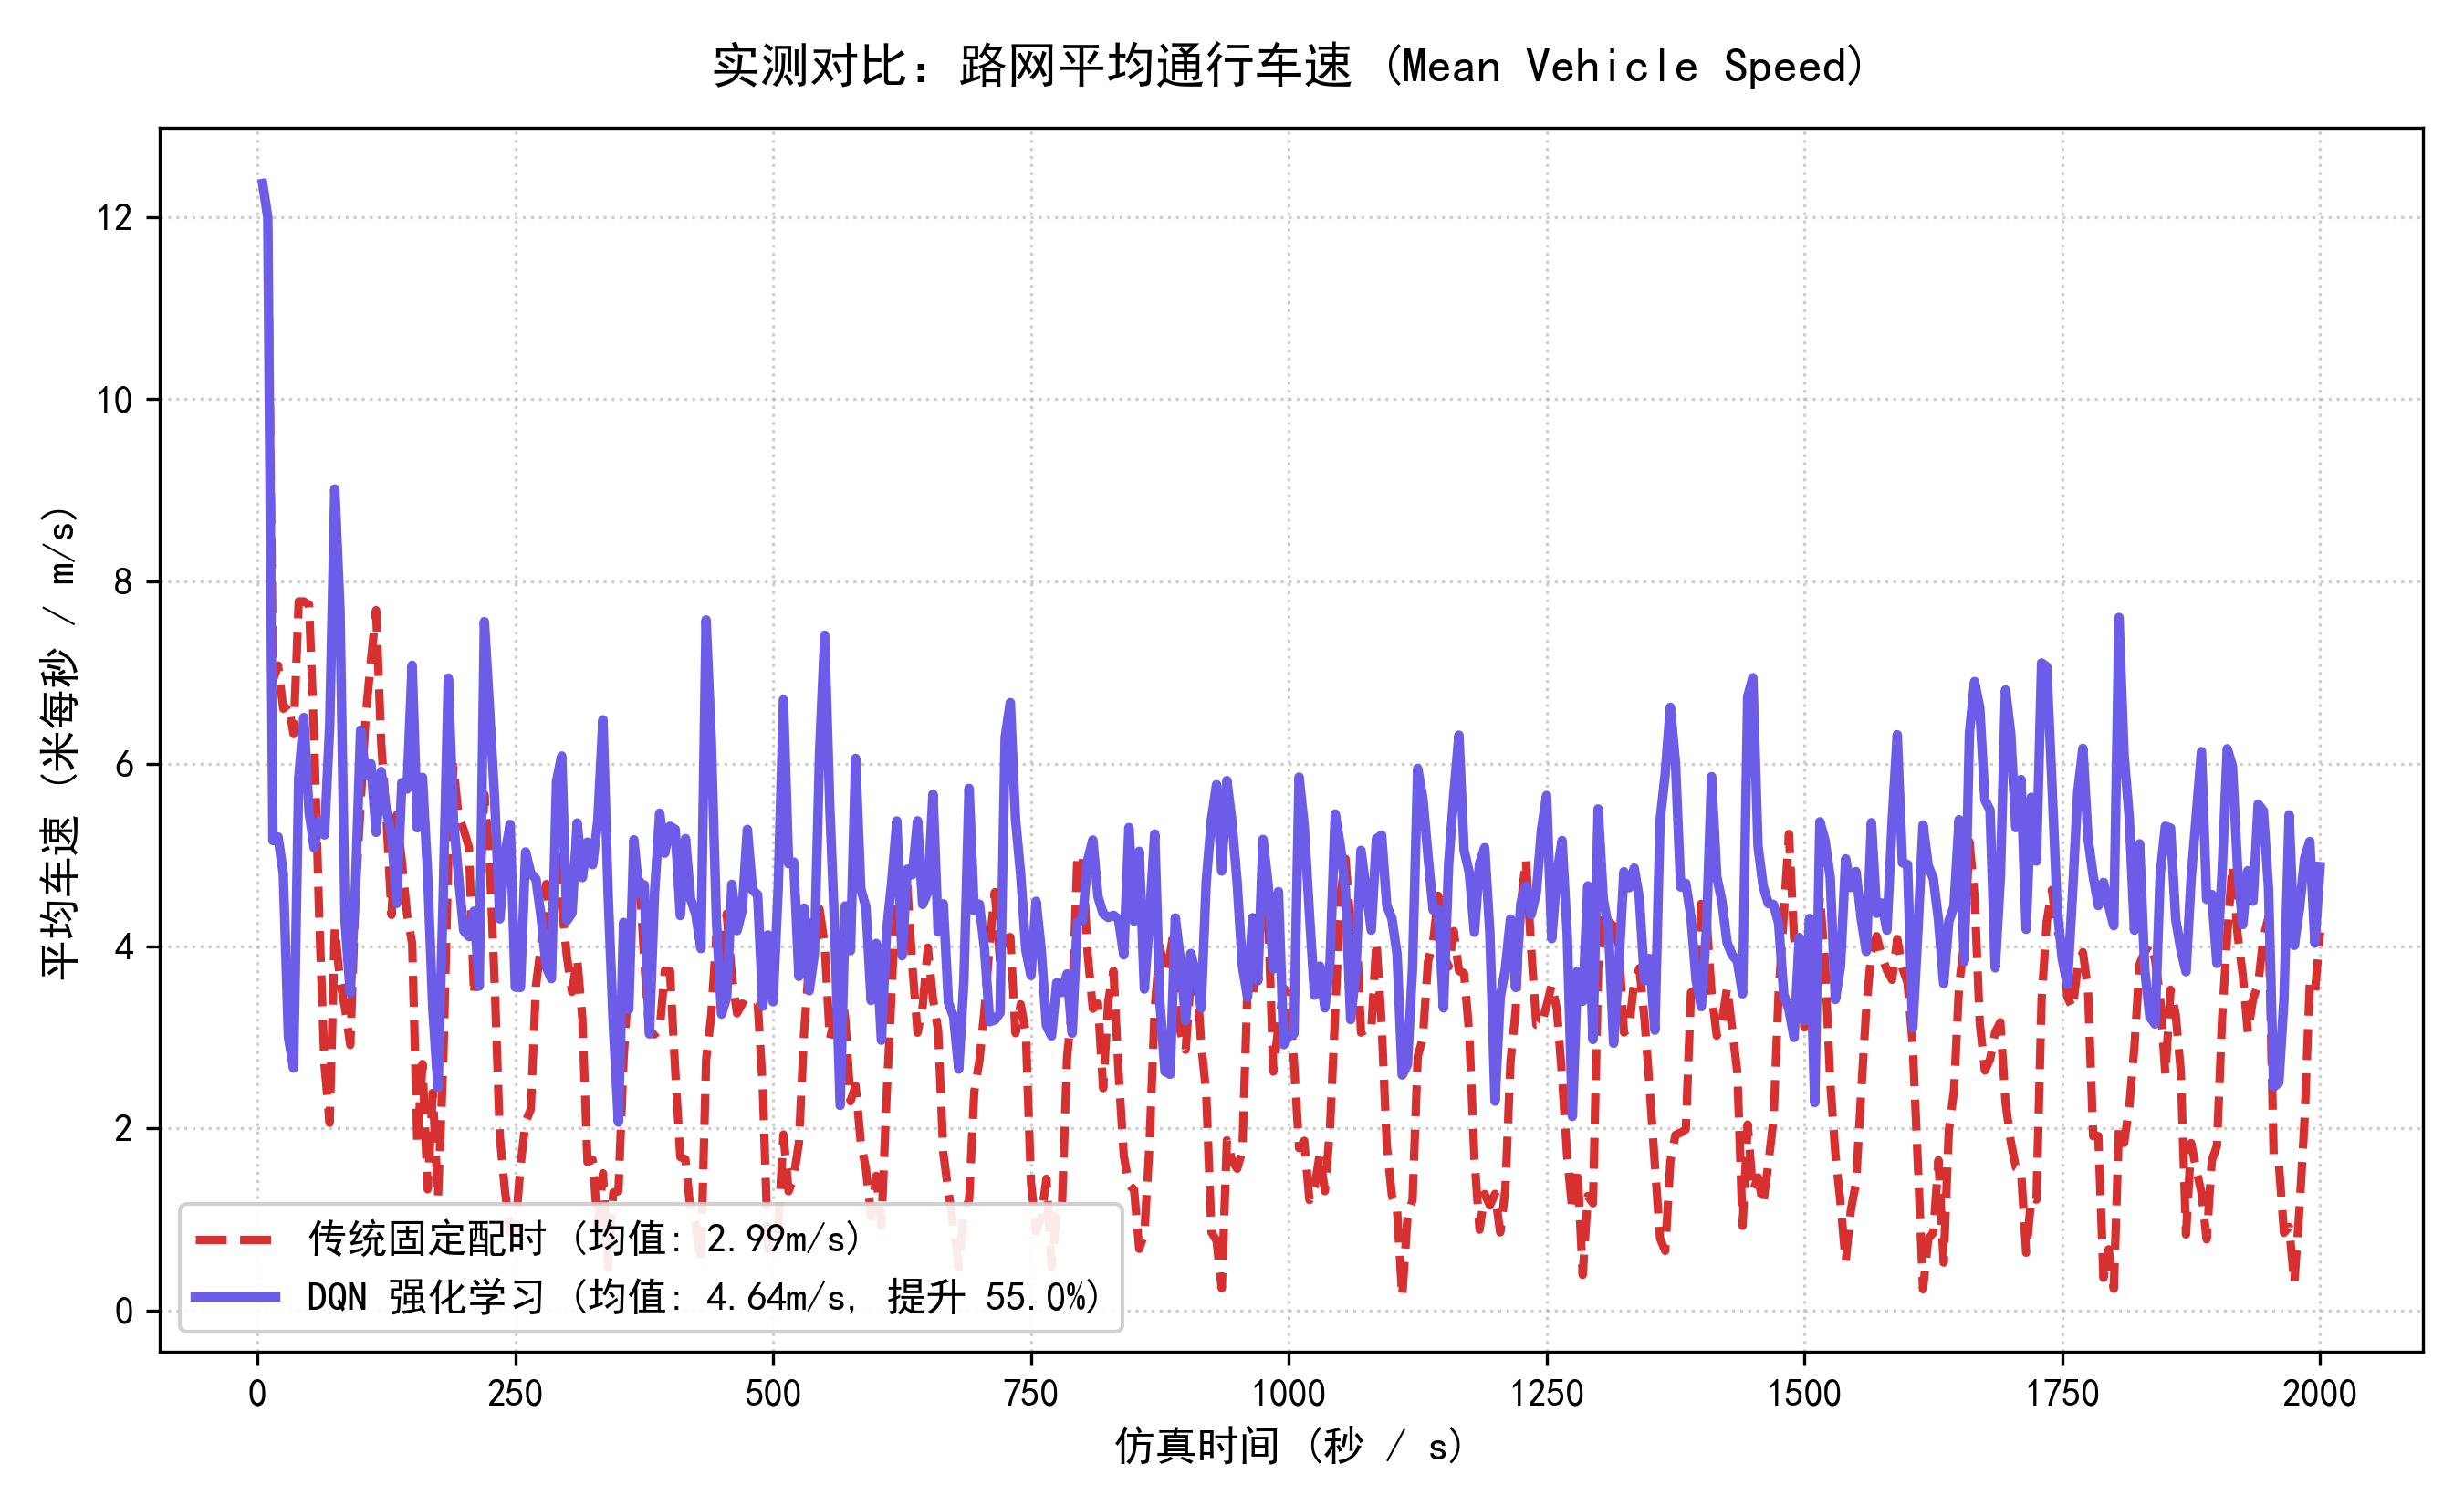 实测对比：路网平均通行车速 (Mean Vehicle Speed)
平均车速 (米每秒 / m/s)
12
10
8
6
4
2
0
传统固定配时 (均值: 2.99m/s)
DQN 强化学习 (均值: 4.64m/s, 提升 55.0%)
0 250 500 750 1000 1250 1500 1750 2000
仿真时间 (秒 / s)